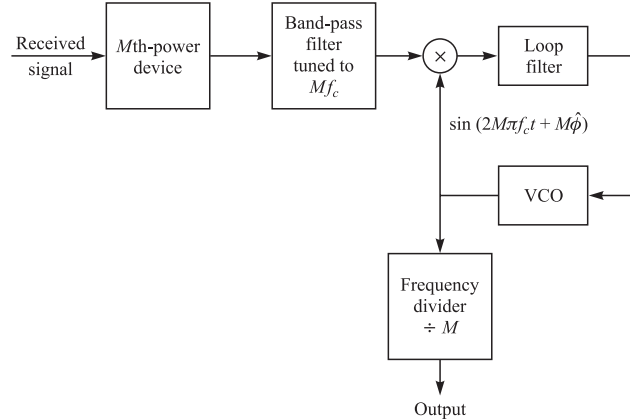 Received
signal
Mth-power
device
Band-pass
filter
tuned to
Mf_c
×
Loop
filter
sin (2Mπf_ct + Mϕ̂)
VCO
Frequency
divider
÷ M
Output